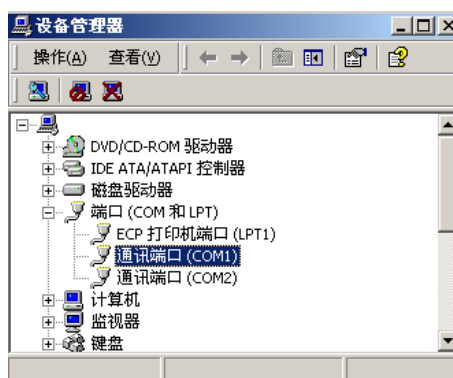 设备管理器
操作(A) 查看(V)
DVD/CD-ROM 驱动器
IDE ATA/ATAPI 控制器
磁盘驱动器
端口 (COM 和 LPT)
ECP 打印机端口 (LPT1)
通讯端口 (COM1)
通讯端口 (COM2)
计算机
监视器
键盘